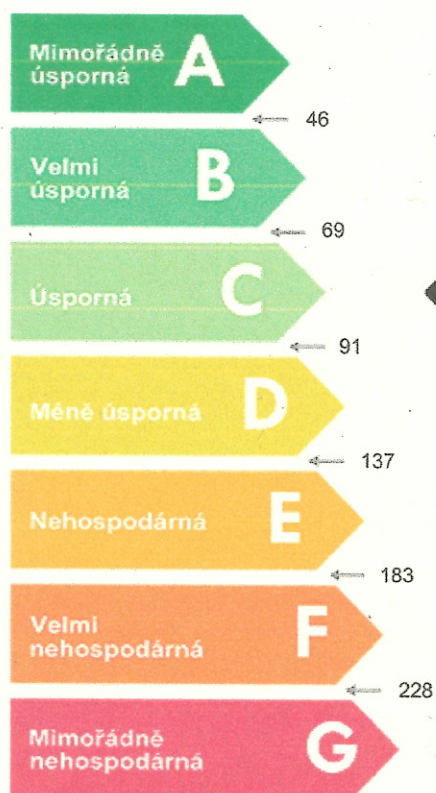 Mimořádně
úsporná
A
46
Velmi
úsporná
B
69
Úsporná
C
91
Méně úsporná
D
137
Nehospodárná
E
183
Velmi
nehospodárná
F
228
Mimořádně
nehospodárná
G